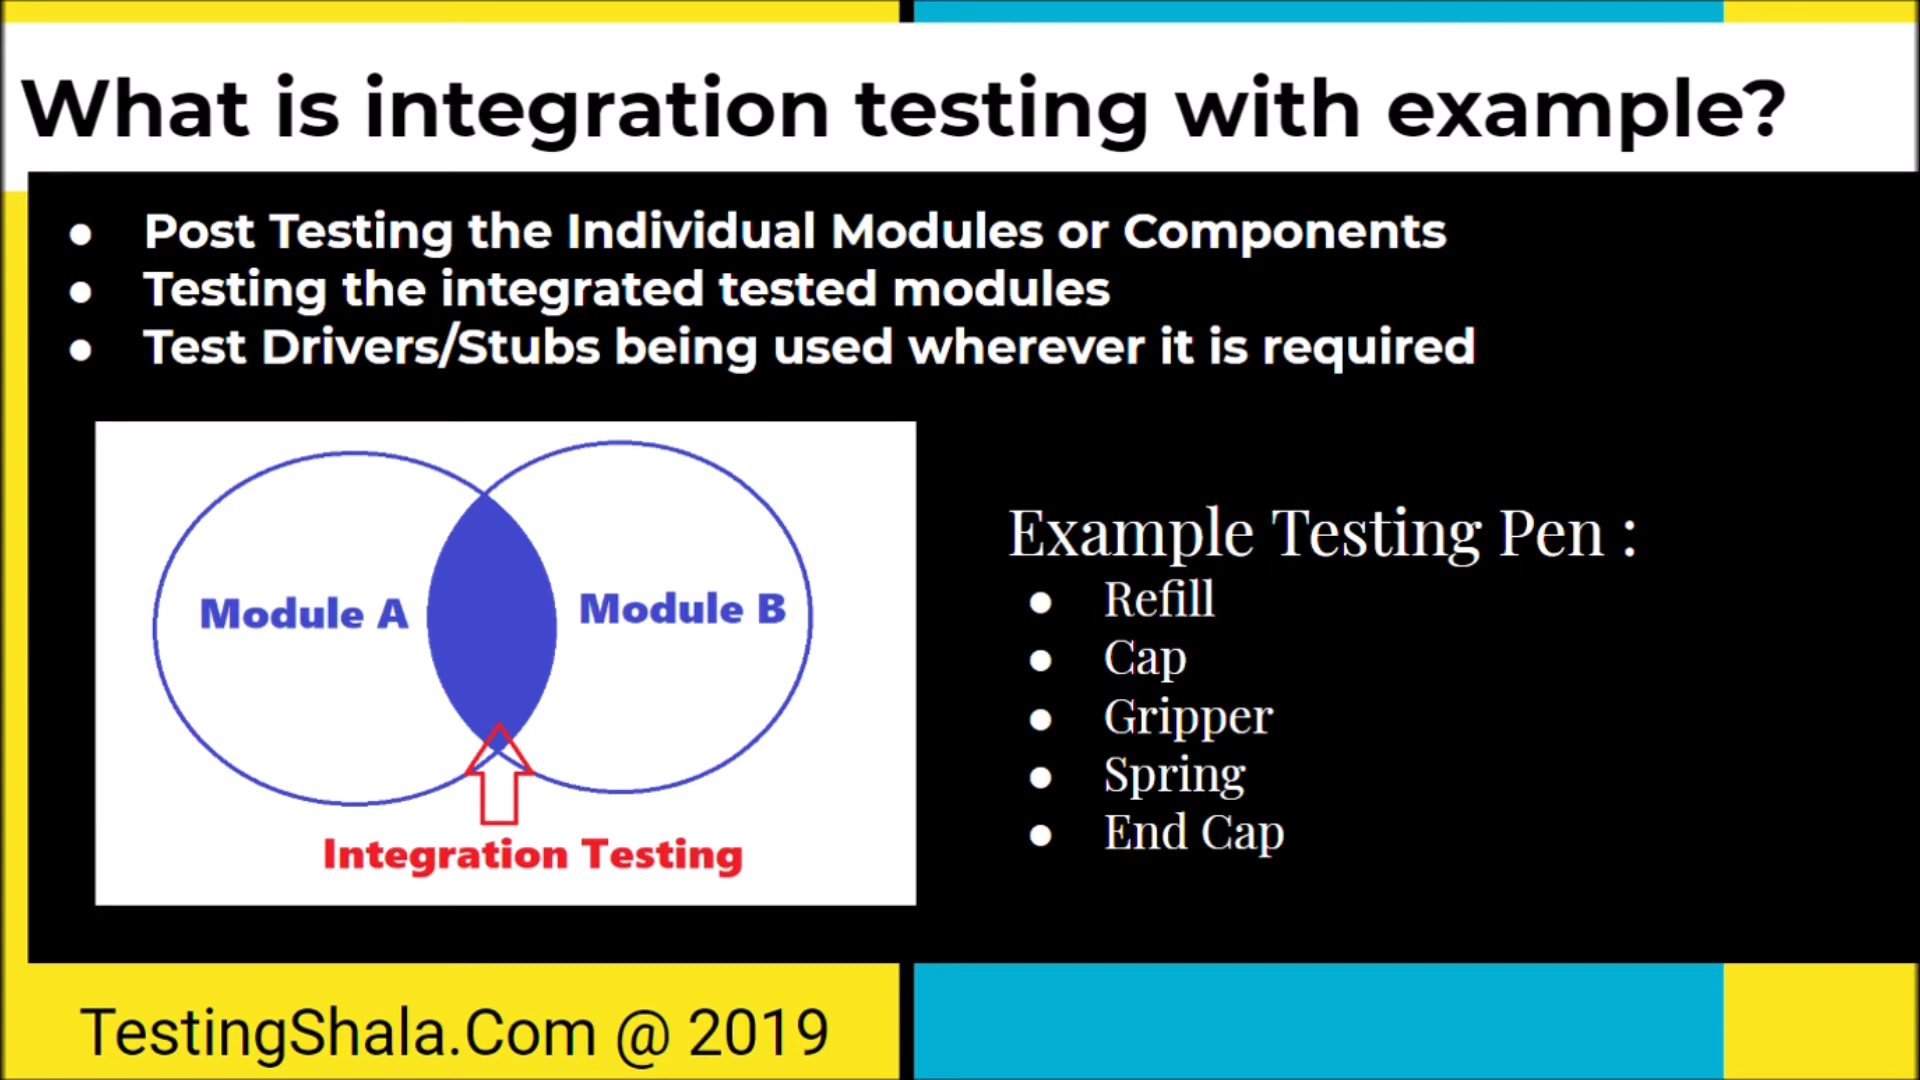 What is integration testing with example?
● Post Testing the Individual Modules or Components
● Testing the integrated tested modules
● Test Drivers/Stubs being used wherever it is required
Module A
Module B
Integration Testing
Example Testing Pen :
● Refill
● Cap
● Gripper
● Spring
● End Cap
TestingShala.Com @ 2019